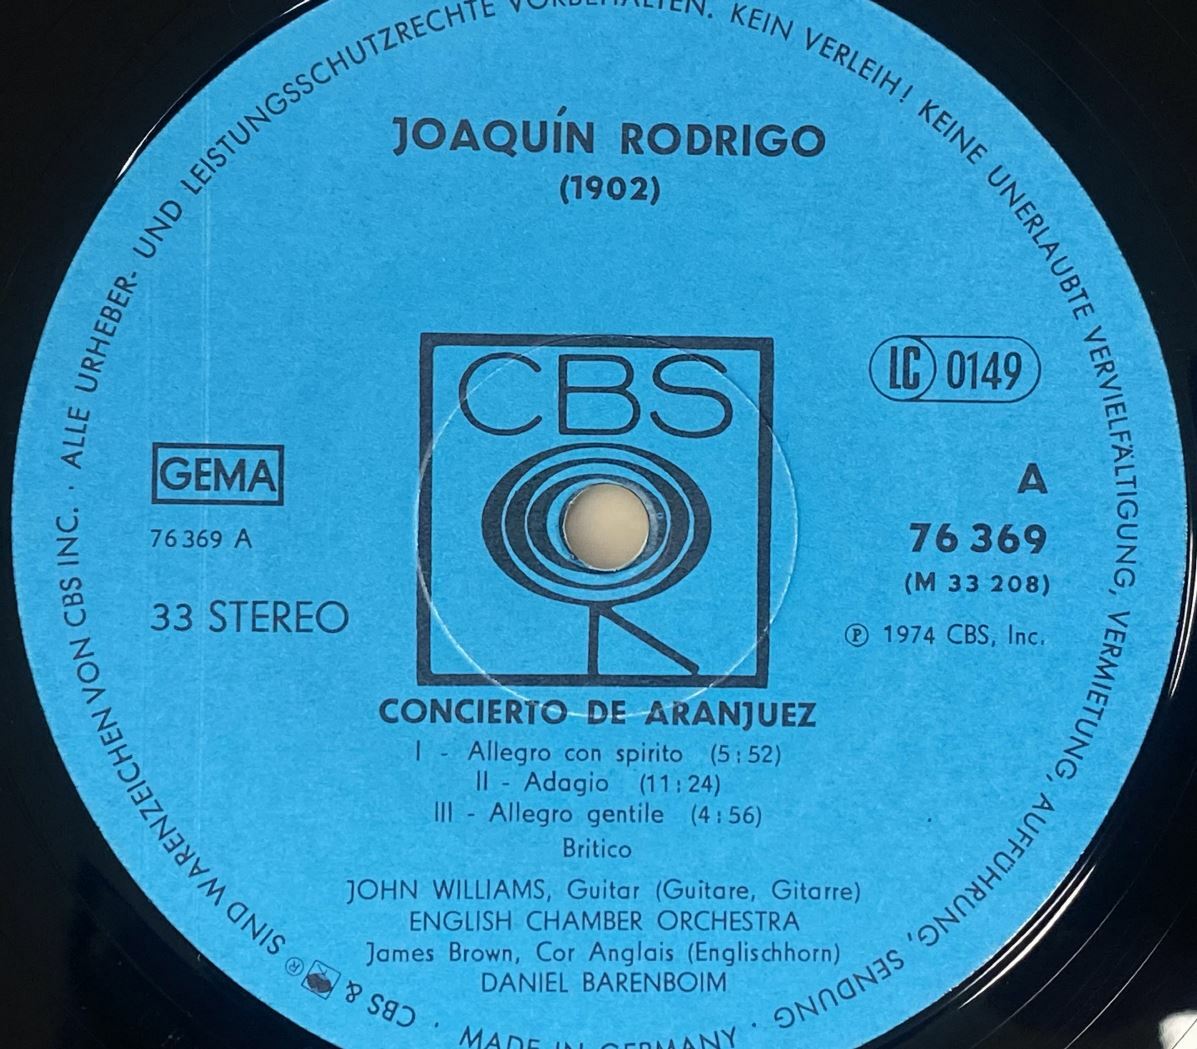 ALLE URHEBER- UND LEISTUNGSSCHUTZRECHTE VORBEHALTEN. KEIN VERLEIH! KEINE UNERLAUBTE VERVIELFÄLTIGUNG, VERMIETUNG, AUFFÜHRUNG, SENDUNG ·
JOAQUÍN RODRIGO
(1902)
CBS
LC 0149
GEMA
76 369 A
33 STEREO
A
76 369
(M 33 208)
℗ 1974 CBS, Inc.
CONCIERTO DE ARANJUEZ
I - Allegro con spirito (5:52)
II - Adagio (11:24)
III - Allegro gentile (4:56)
Britico
JOHN WILLIAMS, Guitar (Guitare, Gitarre)
ENGLISH CHAMBER ORCHESTRA
James Brown, Cor Anglais (Englischhorn)
DANIEL BARENBOIM
MADE IN GERMANY ·
CBS & ® SIND WARENZEICHEN VON CBS INC. ·